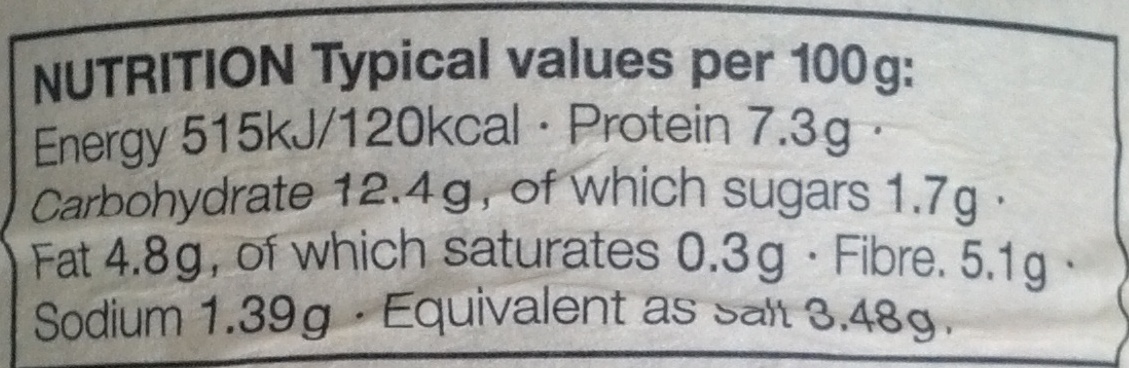 NUTRITION Typical values per 100g:
Energy 515kJ/120kcal · Protein 7.3g ·
Carbohydrate 12.4g, of which sugars 1.7g ·
Fat 4.8g, of which saturates 0.3g · Fibre. 5.1g ·
Sodium 1.39g · Equivalent as salt 3.48g.